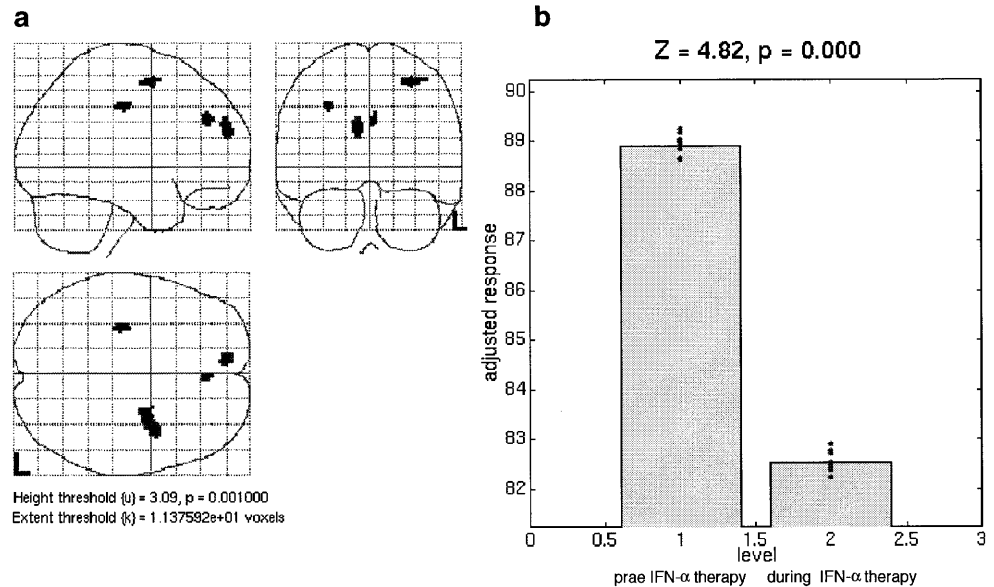 a
L
L
Height threshold {u} = 3.09, p = 0.001000
Extent threshold {k} = 1.137592e+01 voxels
b
Z = 4.82, p = 0.000
adjusted response
90
89
88
87
86
85
84
83
82
0 0.5 1 1.5 2 2.5 3
level
prae IFN-α therapy during IFN-α therapy